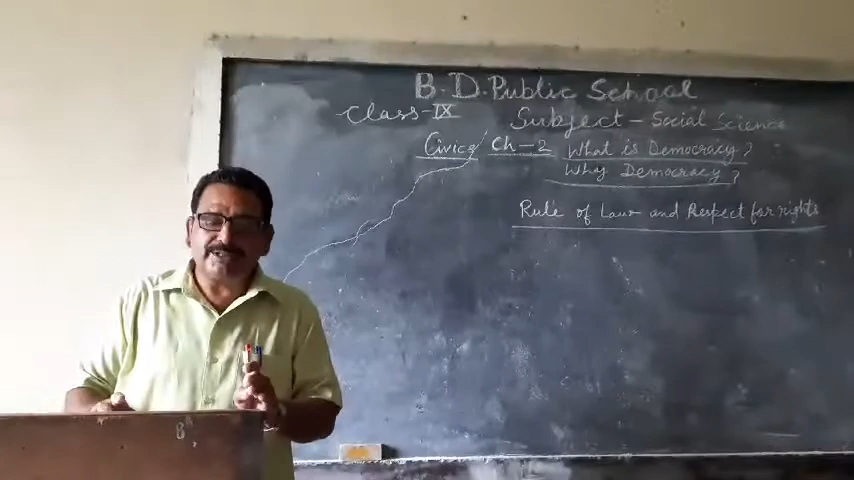 B.D. Public School
Class-IX Subject - Social Science
Civics Ch-2 What is Democracy?
Why Democracy?
Rule of Law and Respect for rights